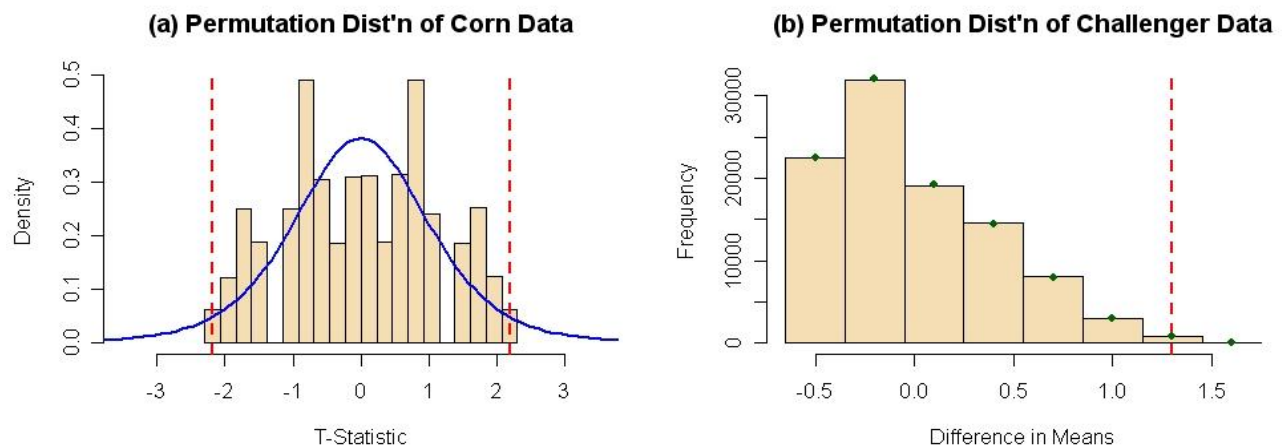 (a) Permutation Dist'n of Corn Data
Density
0.0 0.1 0.2 0.3 0.4 0.5
-3 -2 -1 0 1 2 3
T-Statistic
(b) Permutation Dist'n of Challenger Data
Frequency
0 10000 20000 30000
-0.5 0.0 0.5 1.0 1.5
Difference in Means